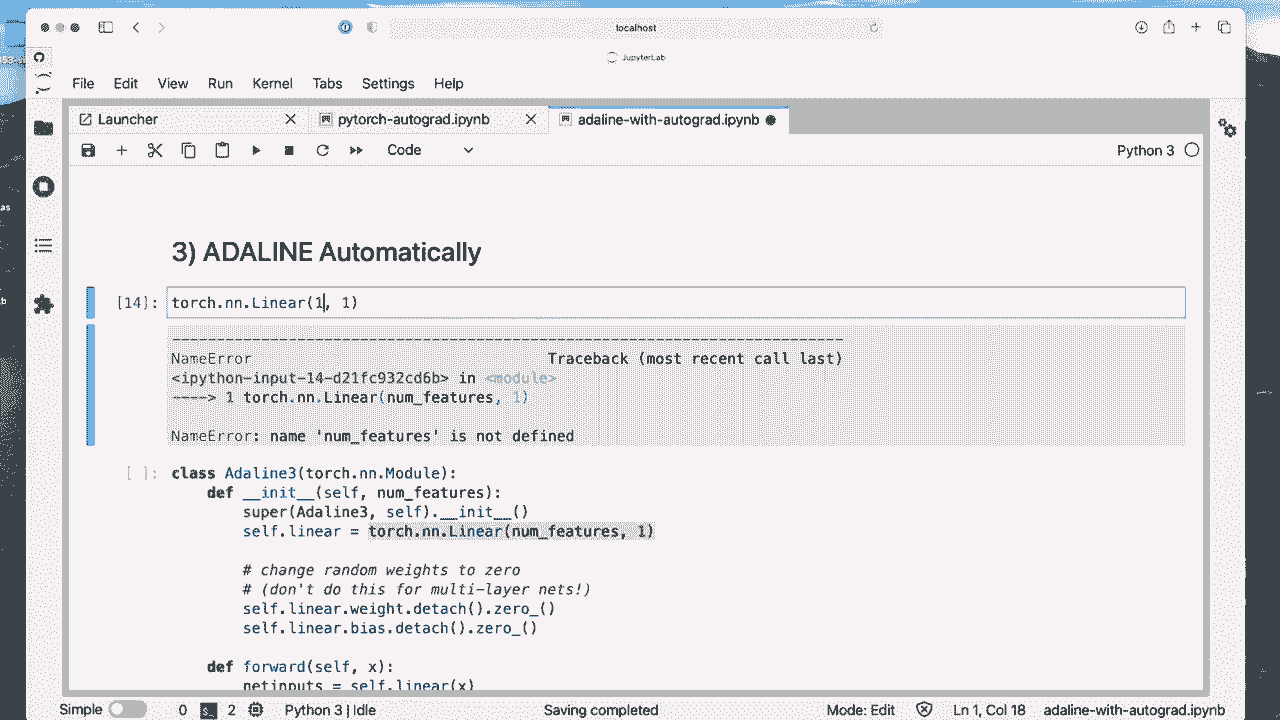 localhost
JupyterLab
File Edit View Run Kernel Tabs Settings Help
Launcher pytorch-autograd.ipynb adaline-with-autograd.ipynb
Code Python 3
3) ADALINE Automatically
[14]: torch.nn.Linear(1, 1)
---------------------------------------------------------------------------
NameError Traceback (most recent call last)
<ipython-input-14-d21fc932cd6b> in <module>
----> 1 torch.nn.Linear(num_features, 1)
NameError: name 'num_features' is not defined
[ ]: class Adaline3(torch.nn.Module):
def __init__(self, num_features):
super(Adaline3, self).__init__()
self.linear = torch.nn.Linear(num_features, 1)
# change random weights to zero
# (don't do this for multi-layer nets!)
self.linear.weight.detach().zero_()
self.linear.bias.detach().zero_()
def forward(self, x):
netinputs = self.linear(x)
Simple 0 2 Python 3 | Idle Saving completed Mode: Edit Ln 1, Col 18 adaline-with-autograd.ipynb